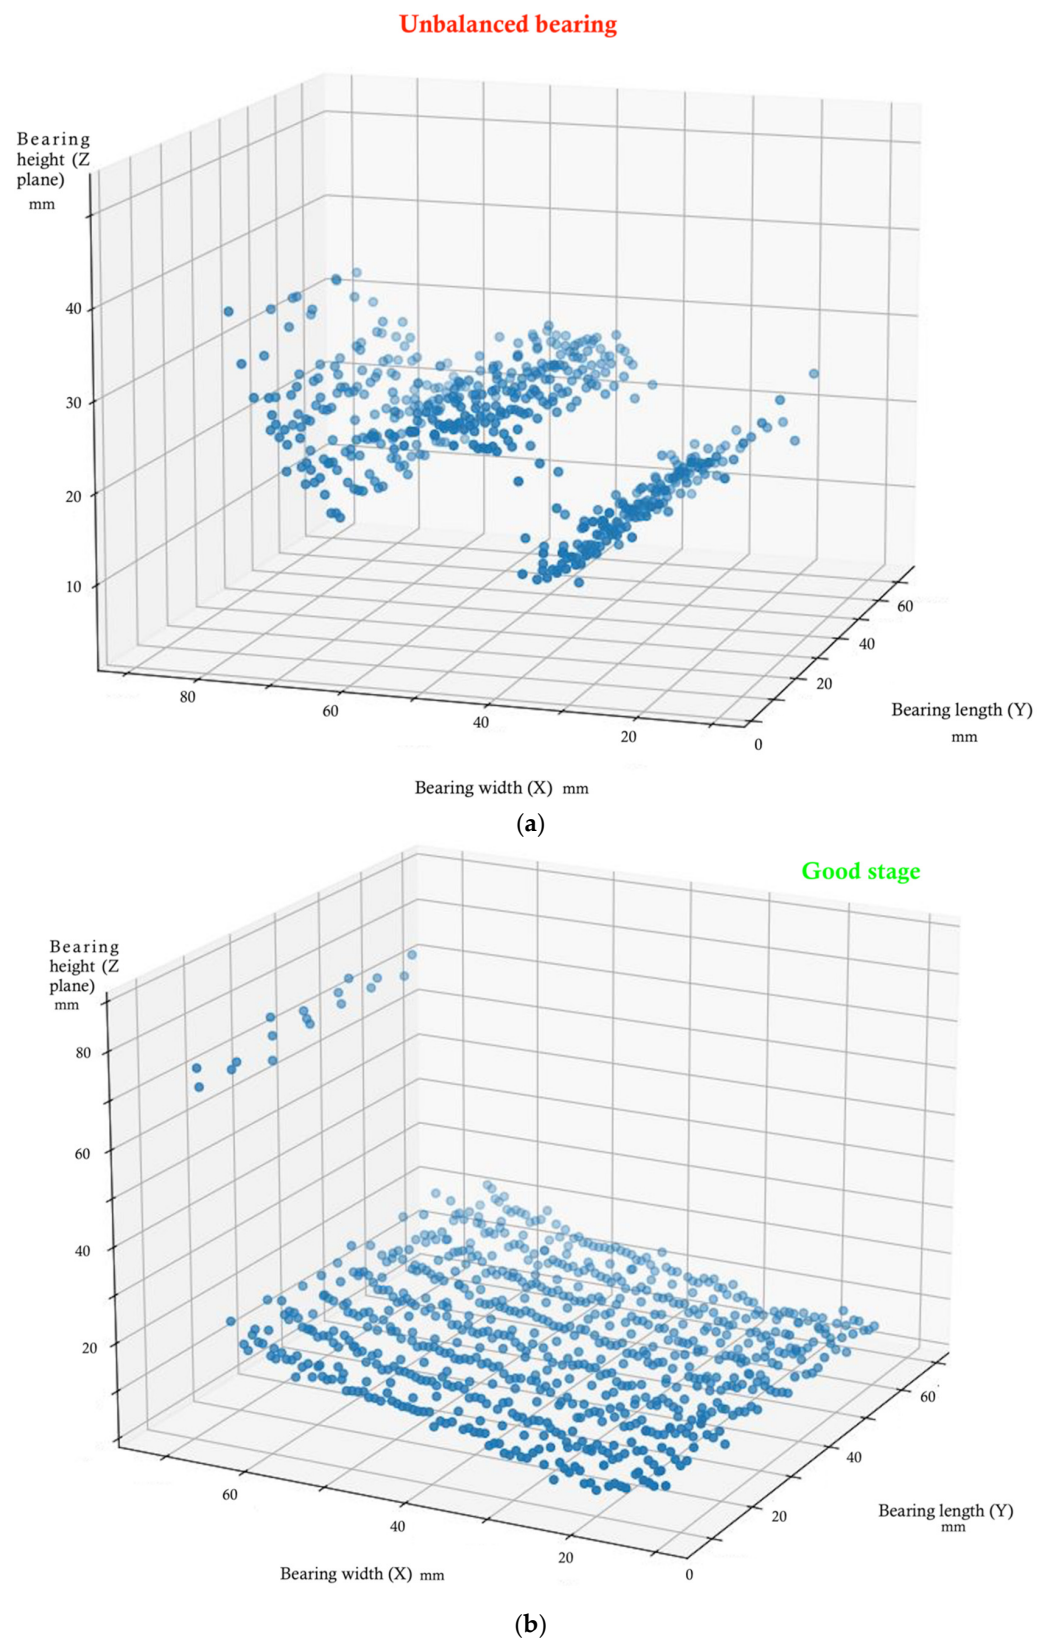 Unbalanced bearing
Bearing
height (Z
plane)
mm
40
30
20
10
80
60
40
20
0
20
40
60
Bearing length (Y)
mm
Bearing width (X) mm
(a)
Good stage
Bearing
height (Z
plane)
mm
80
60
40
20
60
40
20
0
20
40
60
Bearing length (Y)
mm
Bearing width (X) mm
(b)